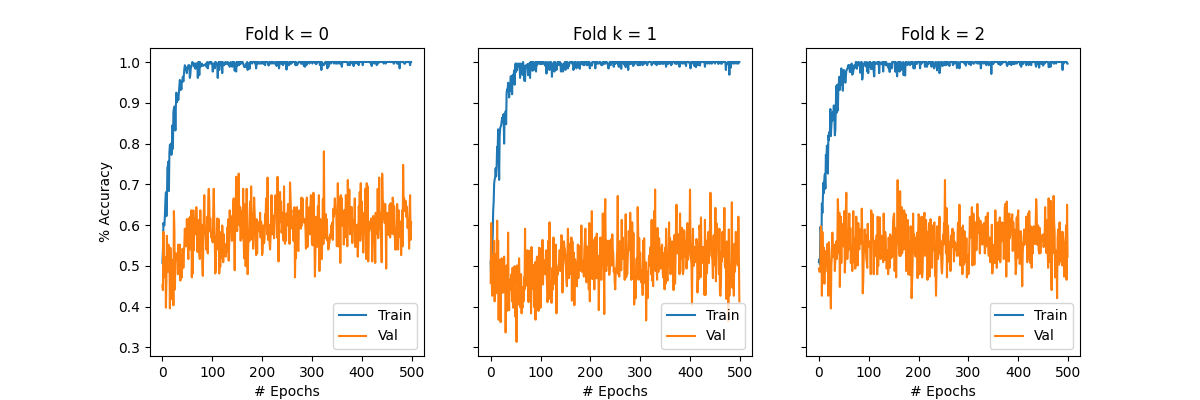 Fold k = 0
Fold k = 1
Fold k = 2
% Accuracy
1.0
0.9
0.8
0.7
0.6
0.5
0.4
0.3
Train
Val
Train
Val
Train
Val
0 100 200 300 400 500
0 100 200 300 400 500
0 100 200 300 400 500
# Epochs
# Epochs
# Epochs